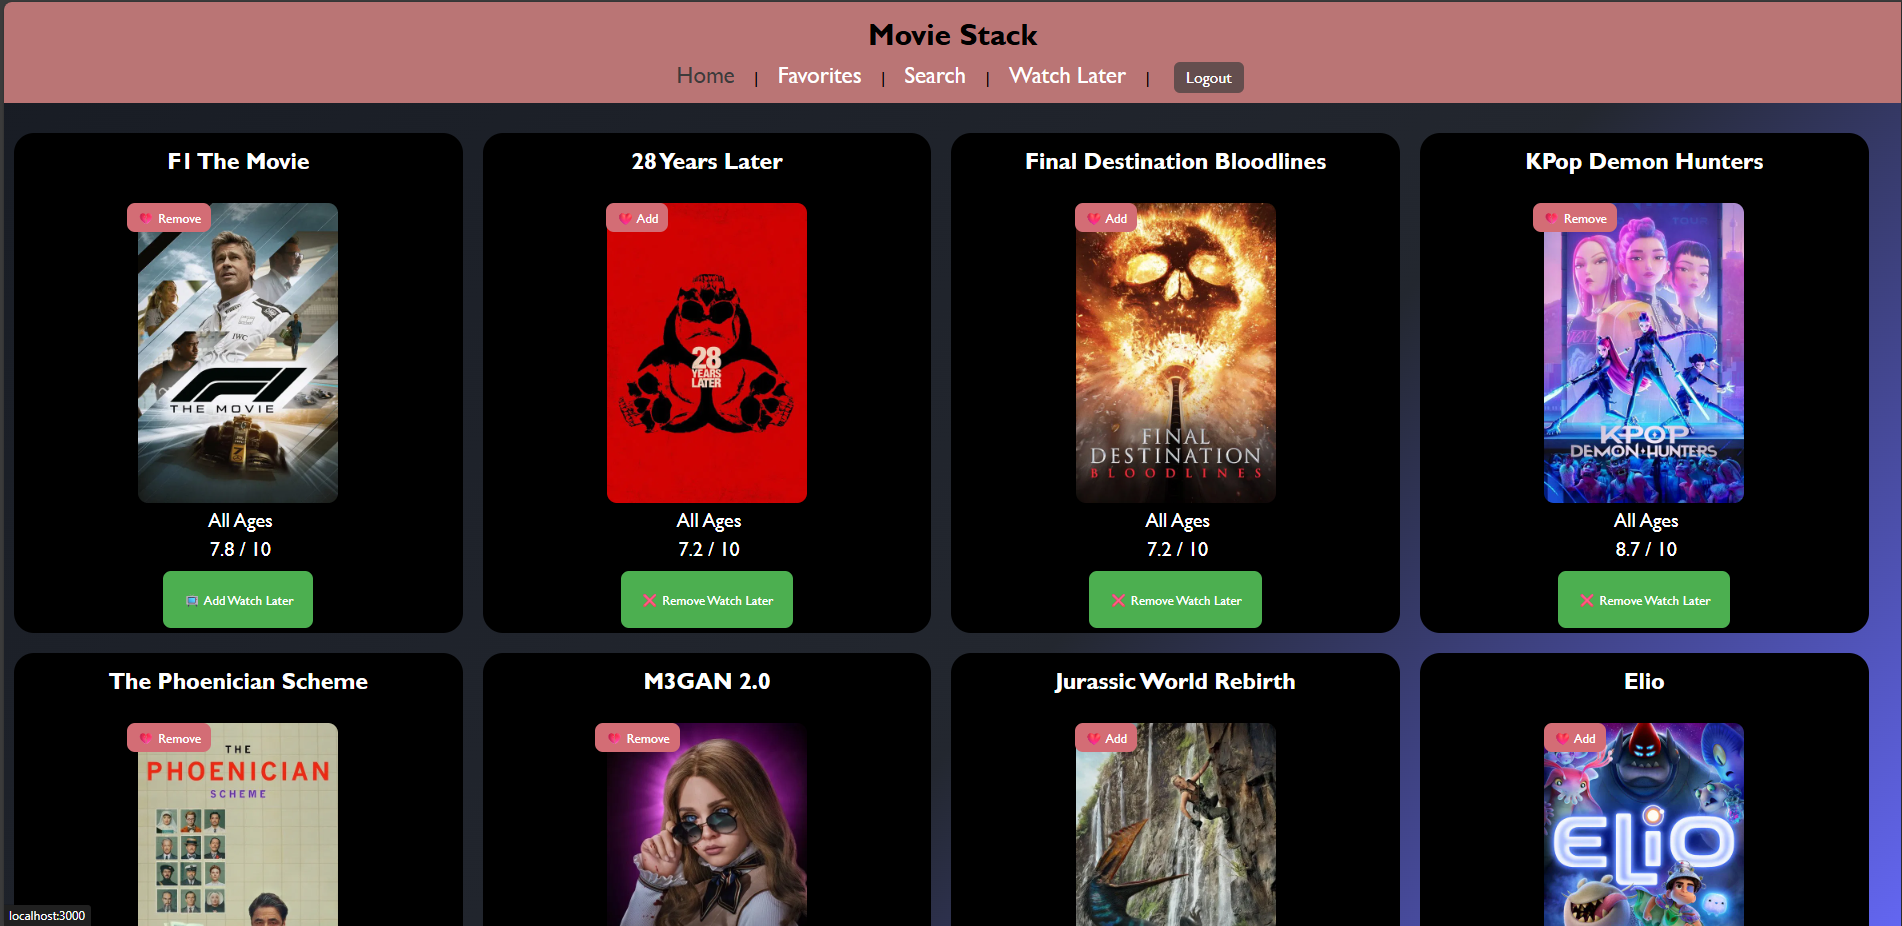 Movie Stack
Home | Favorites | Search | Watch Later | Logout
F1 The Movie
Remove
IWC
F1
THE MOVIE
All Ages
7.8 / 10
Add Watch Later
28 Years Later
Add
28
YEARS
LATER
All Ages
7.2 / 10
Remove Watch Later
Final Destination Bloodlines
Add
FINAL
DESTINATION
BLOODLINES
All Ages
7.2 / 10
Remove Watch Later
KPop Demon Hunters
Remove
TOUR
KPOP
DEMON HUNTERS
All Ages
8.7 / 10
Remove Watch Later
The Phoenician Scheme
Remove
THE
PHOENICIAN
SCHEME
M3GAN 2.0
Remove
Jurassic World Rebirth
Add
Elio
Add
ELIO
localhost:3000